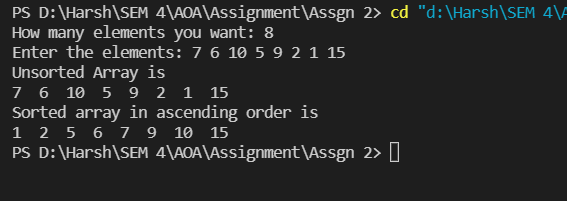 PS D:\Harsh\SEM 4\AOA\Assignment\Assgn 2> cd "d:\Harsh\SEM 4\A
How many elements you want: 8
Enter the elements: 7 6 10 5 9 2 1 15
Unsorted Array is
7  6  10  5  9  2  1  15
Sorted array in ascending order is
1  2  5  6  7  9  10  15
PS D:\Harsh\SEM 4\AOA\Assignment\Assgn 2>